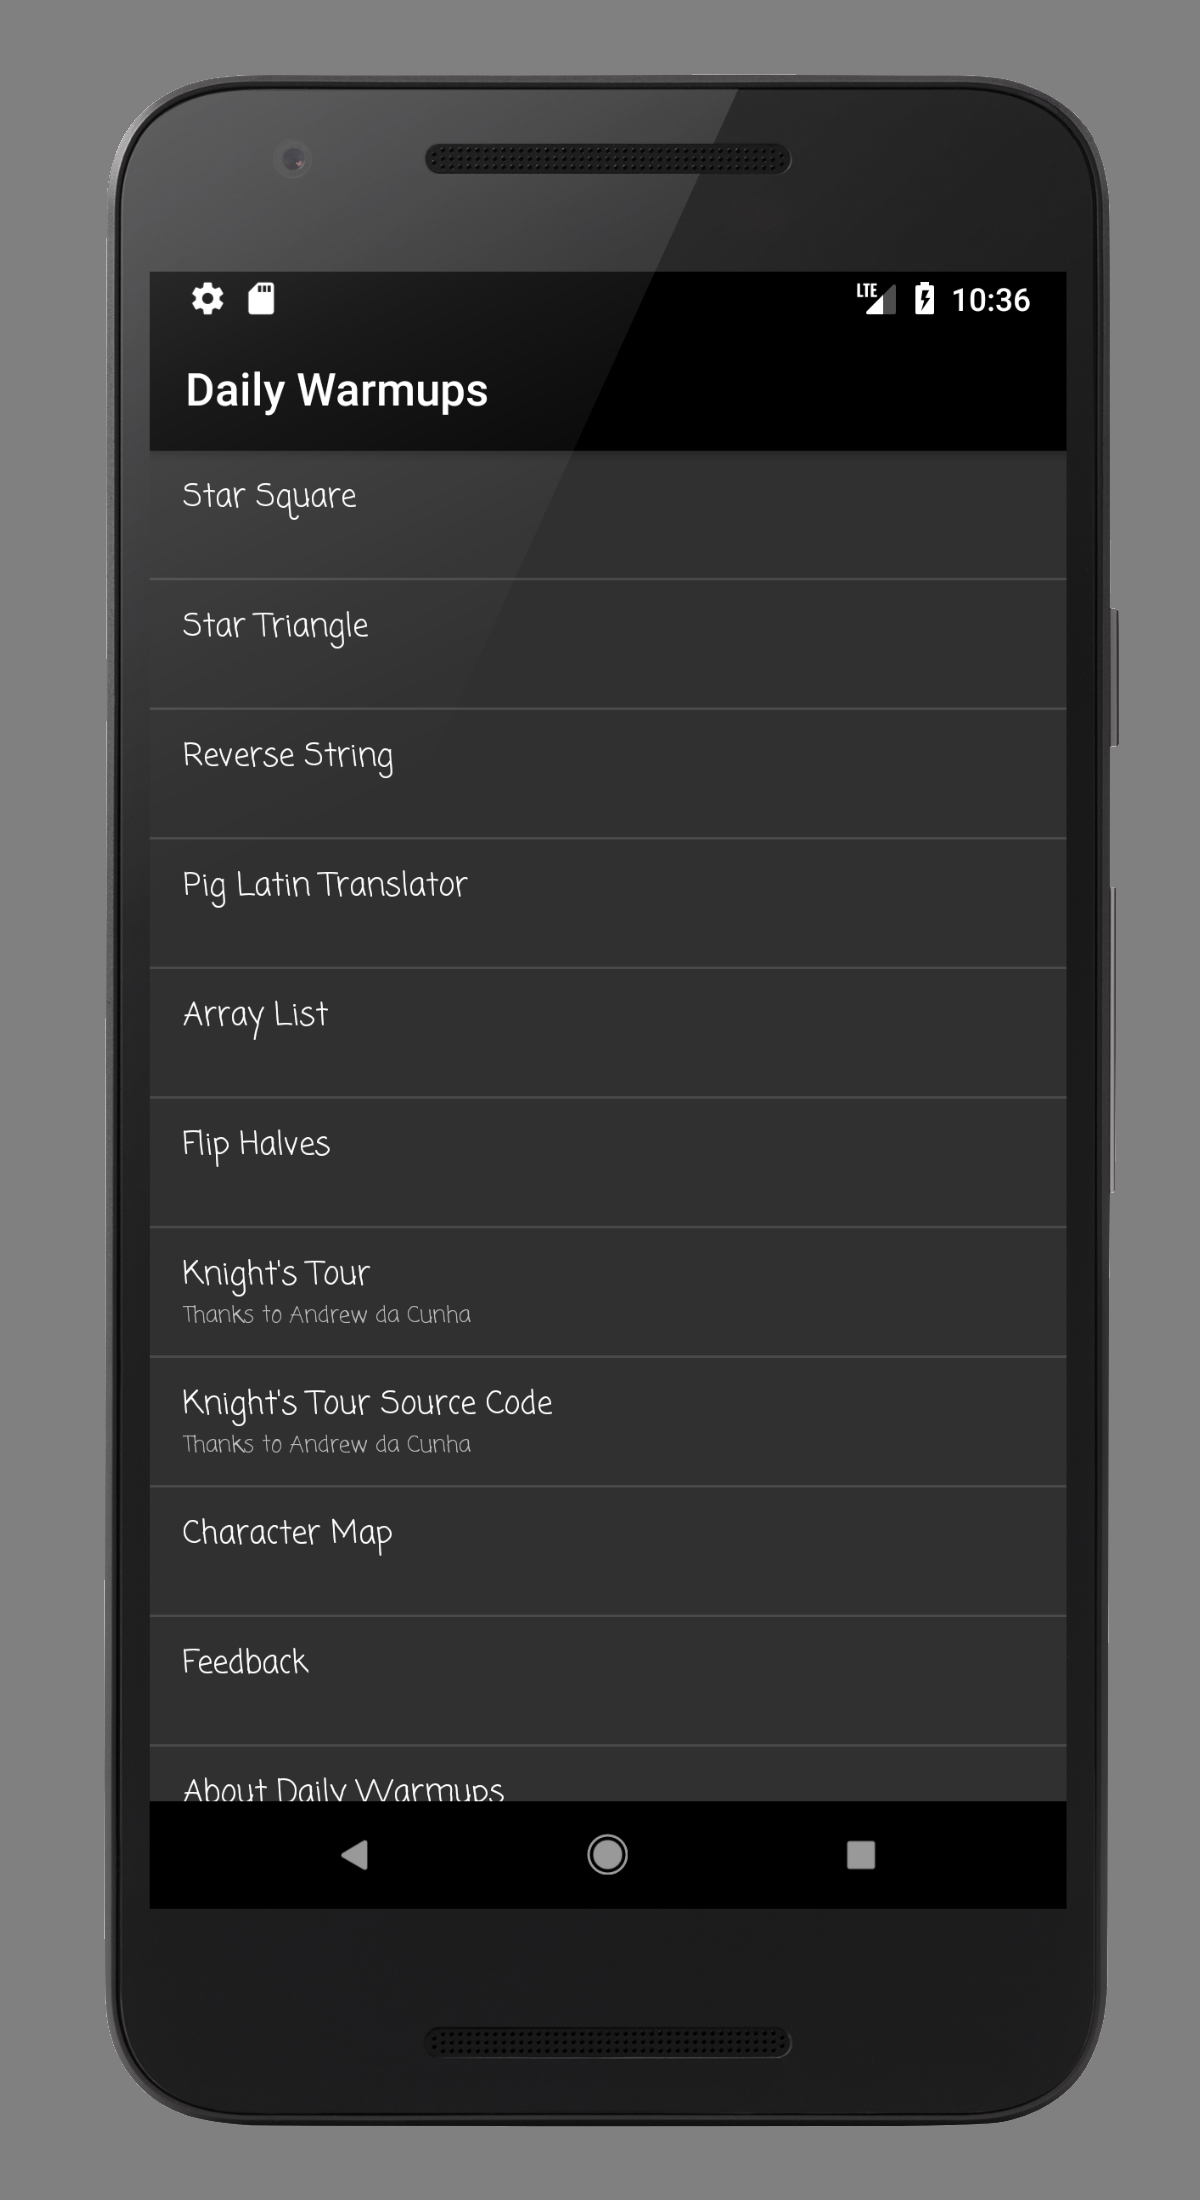 LTE 10:36
Daily Warmups
Star Square
Star Triangle
Reverse String
Pig Latin Translator
Array List
Flip Halves
Knight's Tour
Thanks to Andrew da Cunha
Knight's Tour Source Code
Thanks to Andrew da Cunha
Character Map
Feedback
About Daily Warmups